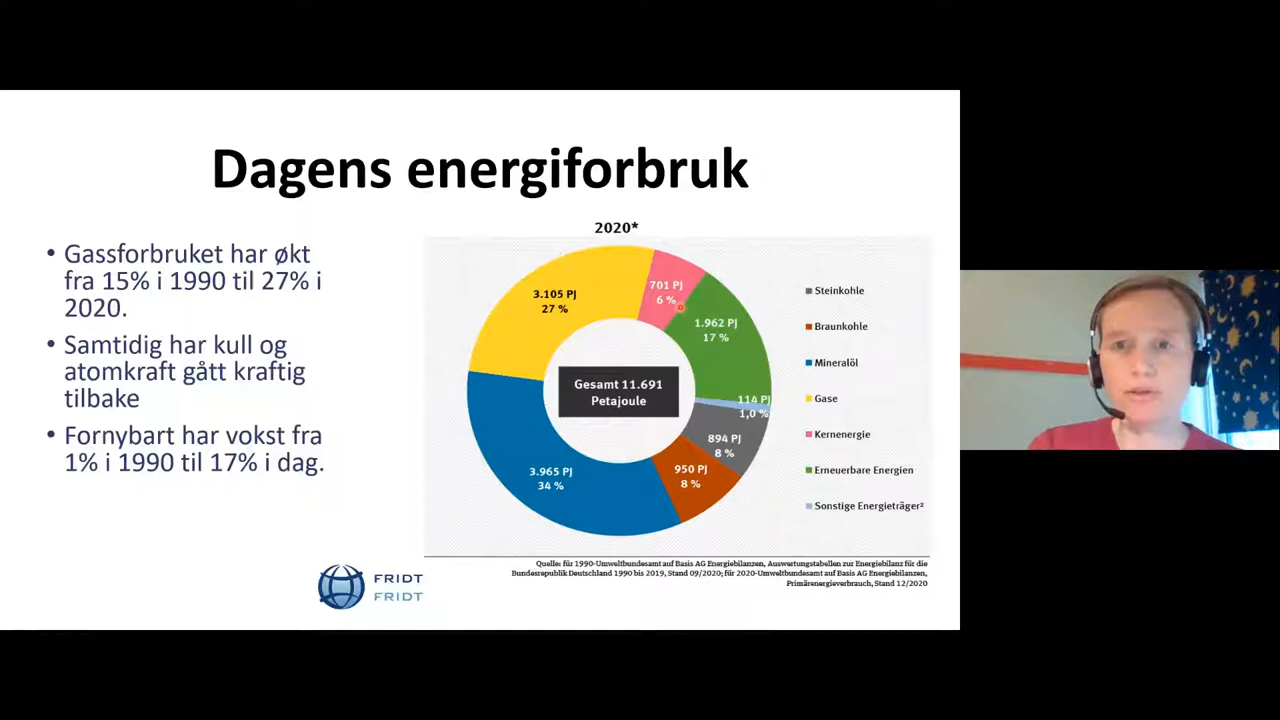 Dagens energiforbruk
• Gassforbruket har økt
fra 15% i 1990 til 27% i
2020.
• Samtidig har kull og
atomkraft gått kraftig
tilbake
• Fornybart har vokst fra
1% i 1990 til 17% i dag.
2020*
3.105 PJ
27 %
701 PJ
6 %
1.962 PJ
17 %
114 PJ
1,0 %
894 PJ
8 %
950 PJ
8 %
3.965 PJ
34 %
Gesamt 11.691
Petajoule
Steinkohle
Braunkohle
Mineralöl
Gase
Kernenergie
Erneuerbare Energien
Sonstige Energieträger²
Quelle: für 1990-Umweltbundesamt auf Basis AG Energiebilanzen, Auswertungstabellen zur Energiebilanz für die
Bundesrepublik Deutschland 1990 bis 2019, Stand 09/2020; für 2020-Umweltbundesamt auf Basis AG Energiebilanzen,
Primärenergieverbrauch, Stand 12/2020
FRIDT
FRIDT